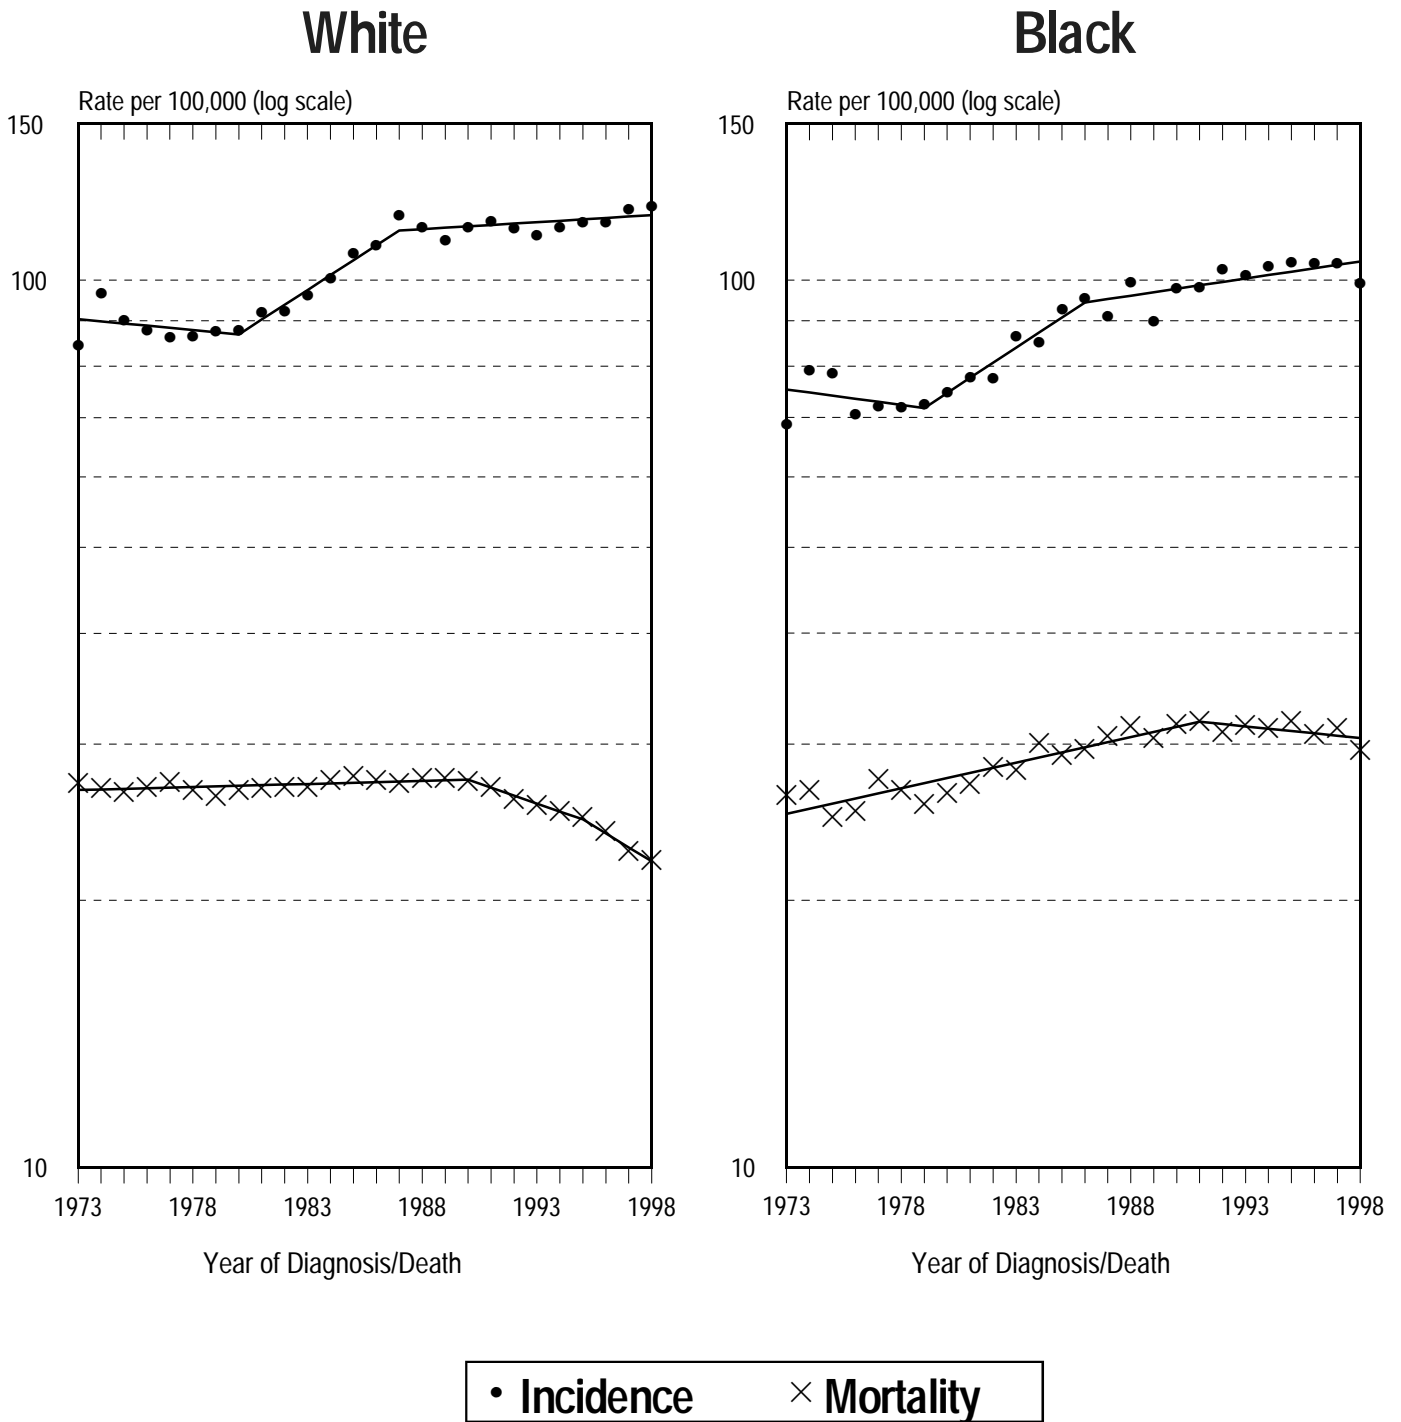 White
Rate per 100,000 (log scale)
150
100
10
1973 1978 1983 1988 1993 1998
Year of Diagnosis/Death
Black
Rate per 100,000 (log scale)
150
100
10
1973 1978 1983 1988 1993 1998
Year of Diagnosis/Death
Incidence Mortality